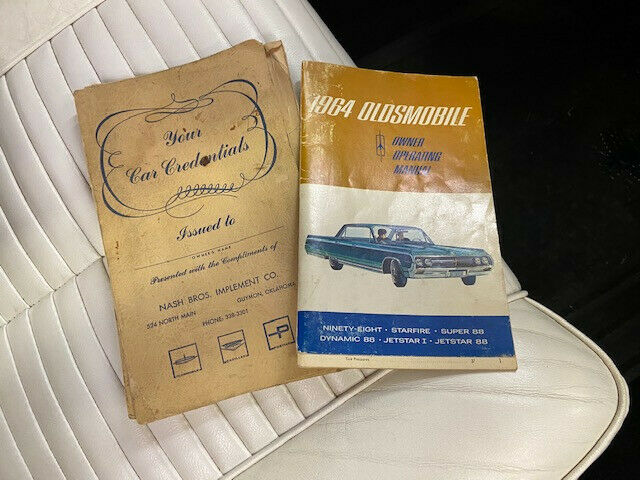 Your
Car Credentials
Issued to
OWNER'S NAME
Presented with the Compliments of
NASH BROS. IMPLEMENT CO.
524 NORTH MAIN GUYMON, OKLAHOMA
PHONE: 338-3301
CADILLAC
1964 OLDSMOBILE
OWNER
OPERATING
MANUAL
NINETY-EIGHT · STARFIRE · SUPER 88
DYNAMIC 88 · JETSTAR I · JETSTAR 88